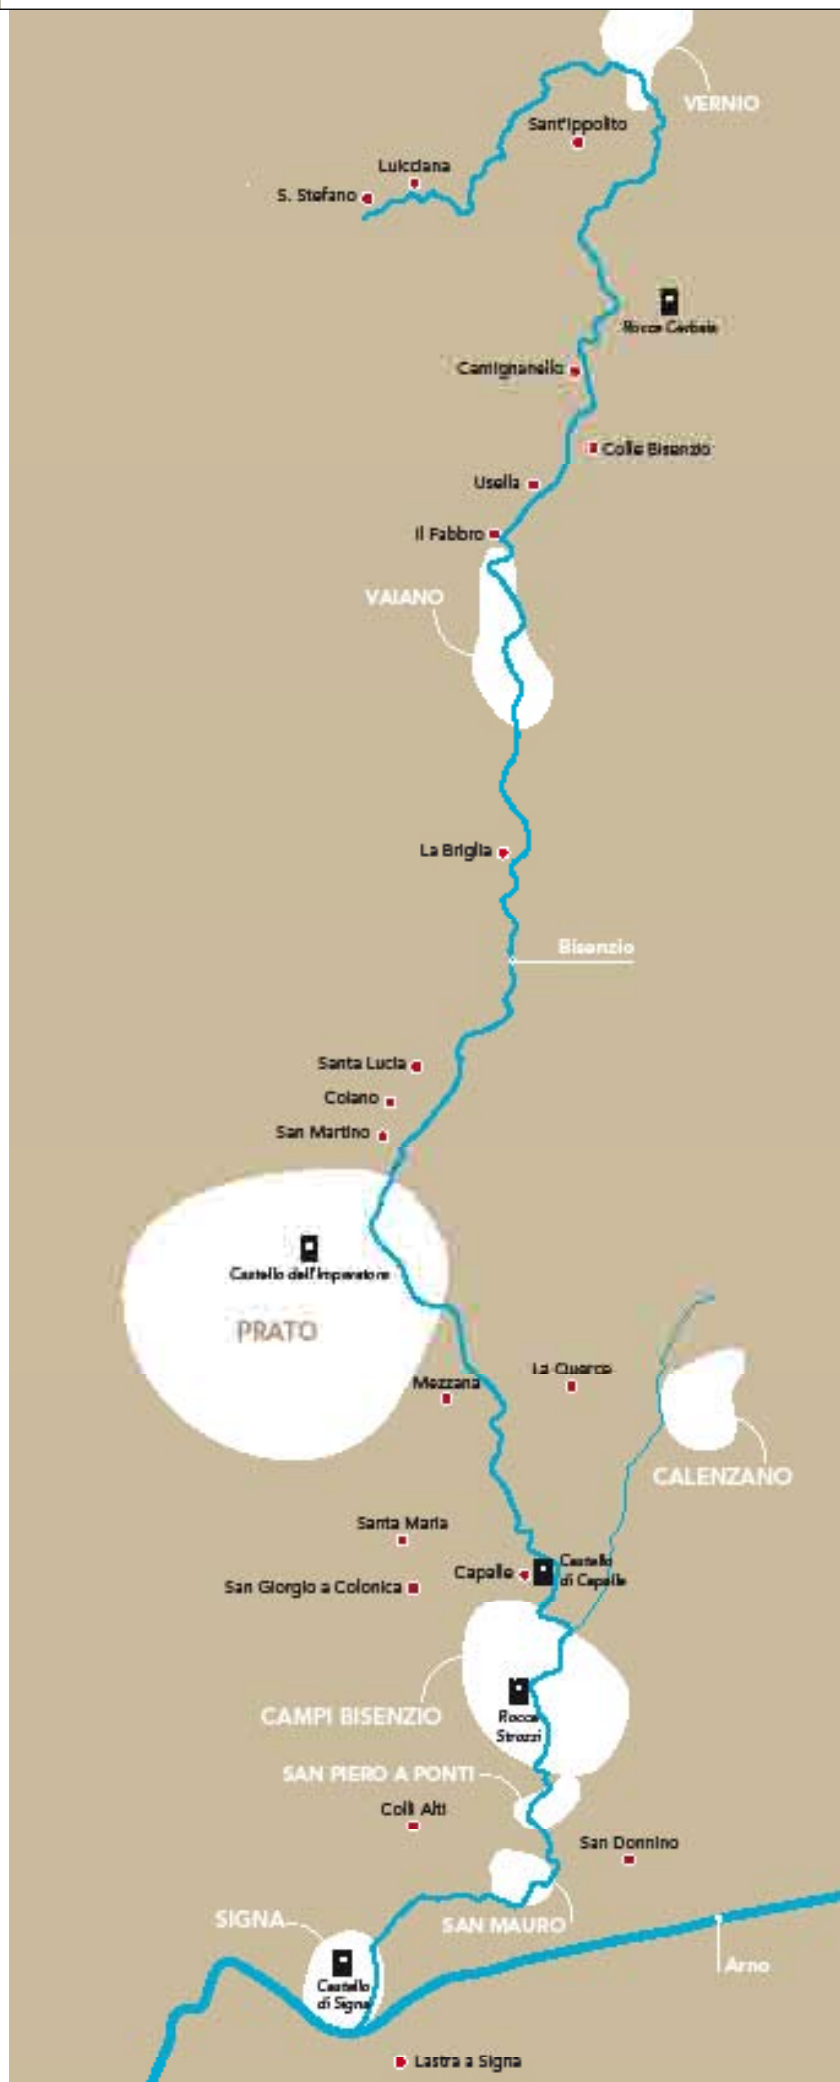 VERNIO
Sant'Ippolito
Luicciana
S. Stefano
Rocca Cerbaia
Carmignanello
Colle Bisenzio
Usella
Il Fabbro
VAIANO
La Briglia
Bisenzio
Santa Lucia
Coiano
San Martino
Castello dell'Imperatore
PRATO
La Querce
Mezzana
CALENZANO
Santa Maria
Castello
di Capalle
Capalle
San Giorgio a Colonica
CAMPI BISENZIO
Rocca
Strozzi
SAN PIERO A PONTI
Colli Alti
San Donnino
SIGNA
SAN MAURO
Arno
Castello
di Signa
Lastra a Signa